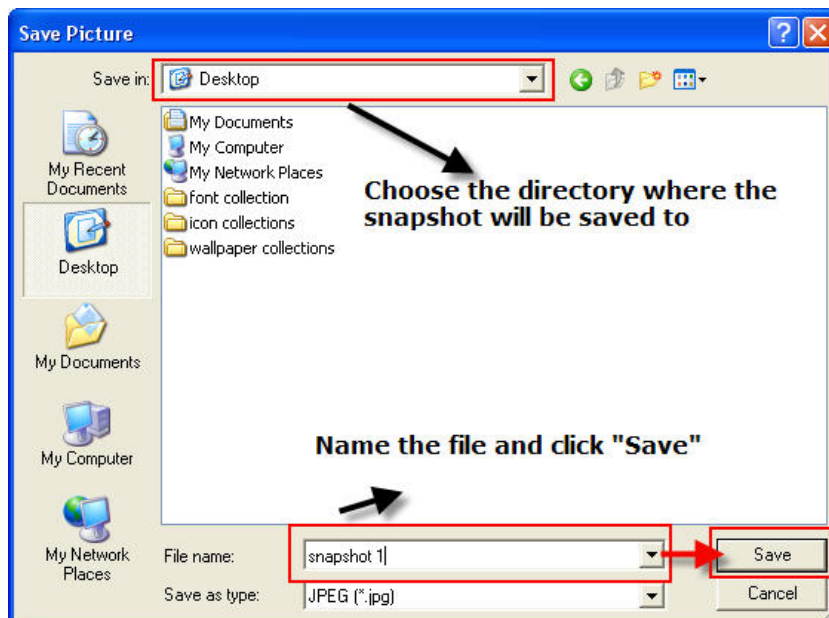 Save Picture
Save in:
Desktop
My Recent
Documents
Desktop
My Documents
My Computer
My Network
Places
My Documents
My Computer
My Network Places
font collection
icon collections
wallpaper collections
Choose the directory where the
snapshot will be saved to
Name the file and click "Save"
File name:
snapshot 1
Save
Save as type:
JPEG (*.jpg)
Cancel